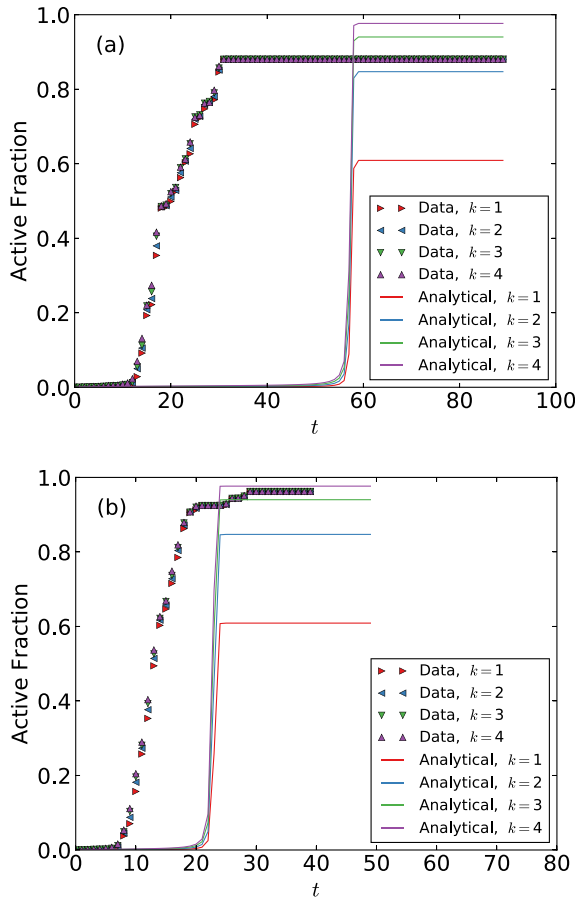 (a)
1.0
0.8
0.6
0.4
0.2
0.0
Active Fraction
Data, k = 1
Data, k = 2
Data, k = 3
Data, k = 4
Analytical, k = 1
Analytical, k = 2
Analytical, k = 3
Analytical, k = 4
0 20 40 60 80 100
t
(b)
1.0
0.8
0.6
0.4
0.2
0.0
Active Fraction
Data, k = 1
Data, k = 2
Data, k = 3
Data, k = 4
Analytical, k = 1
Analytical, k = 2
Analytical, k = 3
Analytical, k = 4
0 10 20 30 40 50 60 70 80
t